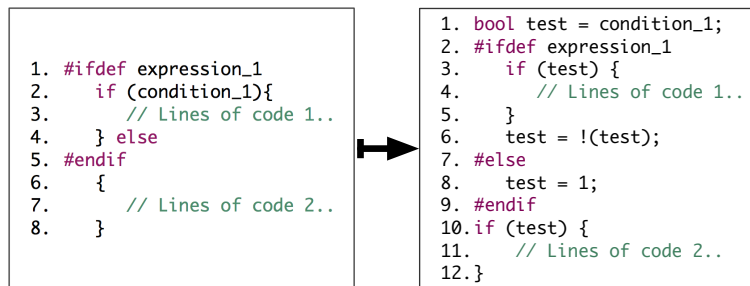 1. #ifdef expression_1
2. if (condition_1){
3. // Lines of code 1..
4. } else
5. #endif
6. {
7. // Lines of code 2..
8. }
1. bool test = condition_1;
2. #ifdef expression_1
3. if (test) {
4. // Lines of code 1..
5. }
6. test = !(test);
7. #else
8. test = 1;
9. #endif
10.if (test) {
11. // Lines of code 2..
12.}